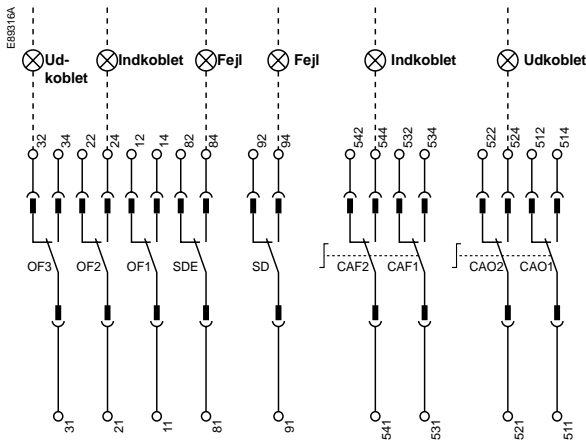 E89316A
Ud-
koblet
Indkoblet
Fejl
Fejl
Indkoblet
Udkoblet
32
34
22
24
12
14
82
84
92
94
542
544
532
534
522
524
512
514
OF3
OF2
OF1
SDE
SD
CAF2
CAF1
CAO2
CAO1
31
21
11
81
91
541
531
521
511